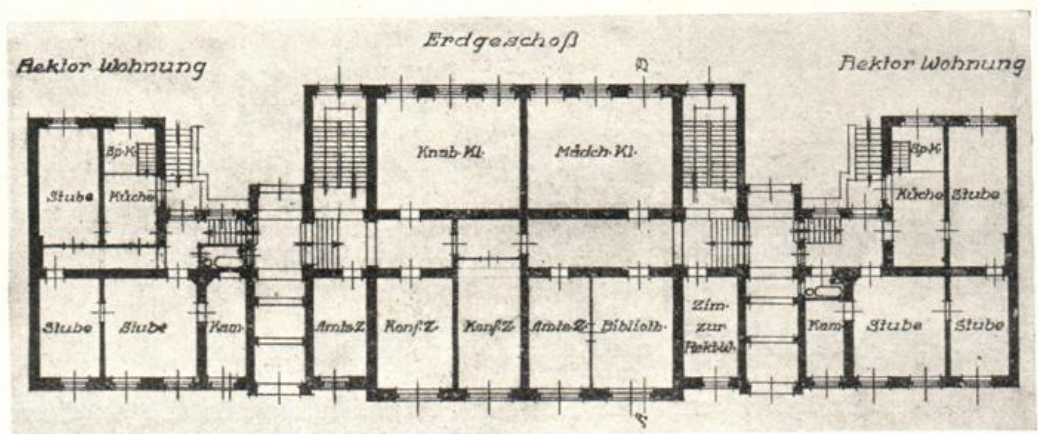 Erdgeschoß
Rektor Wohnung
Rektor Wohnung
B
Sp. K.
Stube
Küche
Knab. Kl.
Mädch. Kl.
Sp. K.
Küche
Stube
Stube
Stube
Kam.
Amts. Z.
Konf. Z.
Konf. Z.
Amts. Z.
Biblioth.
Zim.
zur
Rekt. W.
Kam.
Stube
Stube
A